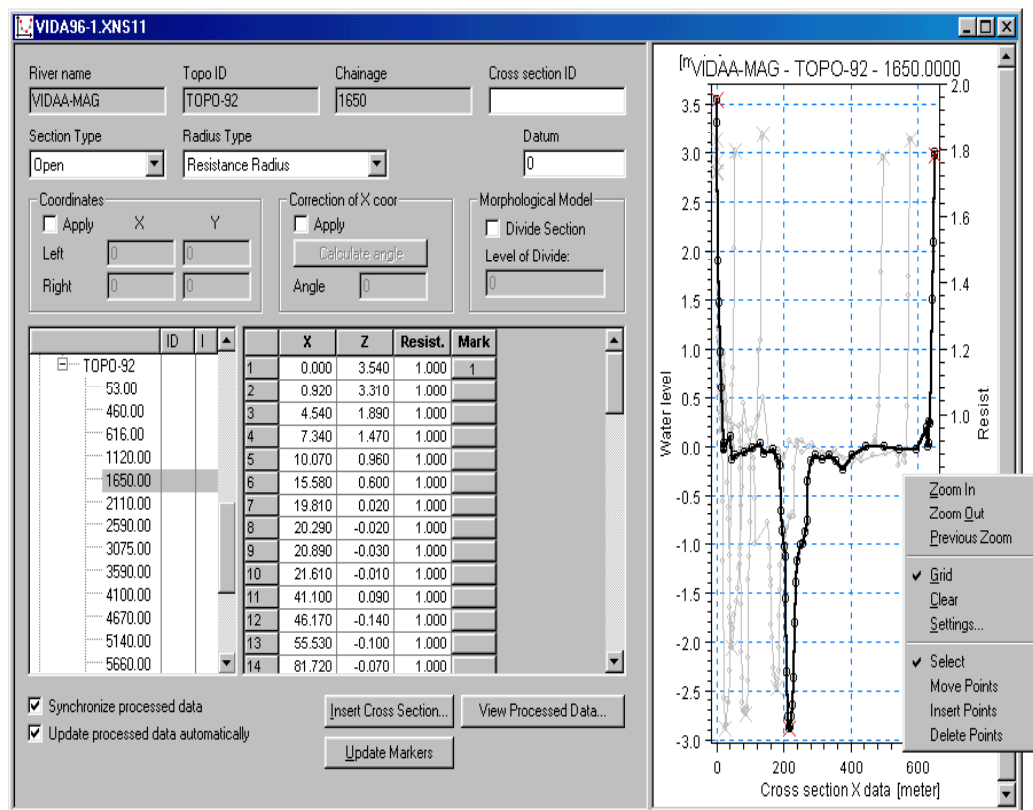 VIDA96-1.XNS11
River name Topo ID Chainage Cross section ID
VIDAA-MAG TOPO-92 1650
Section Type Radius Type Datum
Open Resistance Radius 0
Coordinates Correction of X coor Morphological Model
Apply X Y Apply Divide Section
Left 0 0 Calculate angle Level of Divide:
Right 0 0 Angle 0 0
ID I
TOPO-92
53.00
460.00
616.00
1120.00
1650.00
2110.00
2590.00
3075.00
3590.00
4100.00
4670.00
5140.00
5660.00
X Z Resist. Mark
1 0.000 3.540 1.000 1
2 0.920 3.310 1.000
3 4.540 1.890 1.000
4 7.340 1.470 1.000
5 10.070 0.960 1.000
6 15.580 0.600 1.000
7 19.810 0.020 1.000
8 20.290 -0.020 1.000
9 20.890 -0.030 1.000
10 21.610 -0.010 1.000
11 41.100 0.090 1.000
12 46.170 -0.140 1.000
13 55.530 -0.100 1.000
14 81.720 -0.070 1.000
Synchronize processed data
Update processed data automatically
Insert Cross Section... View Processed Data...
Update Markers
VIDAA-MAG - TOPO-92 - 1650.0000
3.5
3.0
2.5
2.0
1.5
1.0
0.5
0.0
-0.5
-1.0
-1.5
-2.0
-2.5
-3.0
Water level
2.0
1.8
1.6
1.4
1.2
1.0
Resist.
0 200 400 600
Cross section X data [meter]
Zoom In
Zoom Out
Previous Zoom
Grid
Clear
Settings...
Select
Move Points
Insert Points
Delete Points